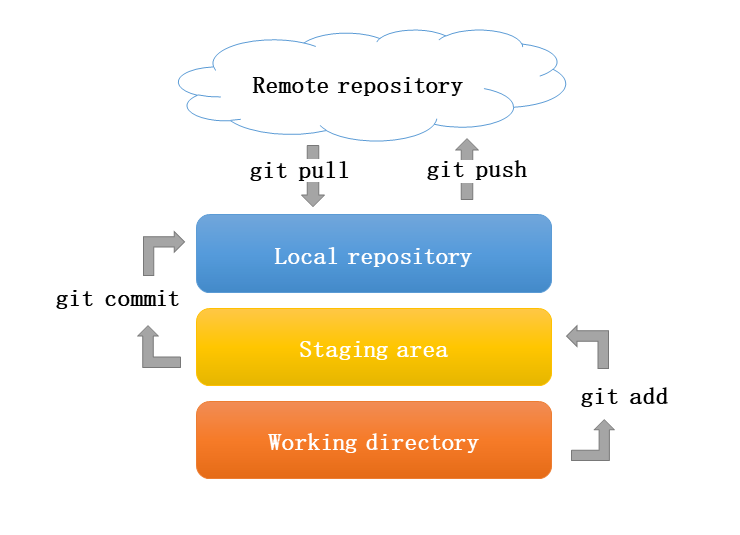 Remote repository
git pull
git push
Local repository
git commit
Staging area
git add
Working directory